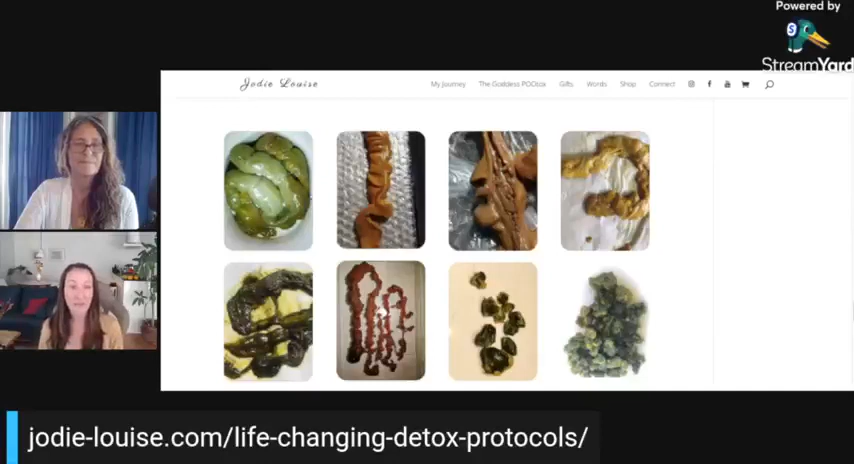 Powered by
StreamYard
Jodie Louise
My Journey The Goddess POOtox Gifts Words Shop Connect
jodie-louise.com/life-changing-detox-protocols/